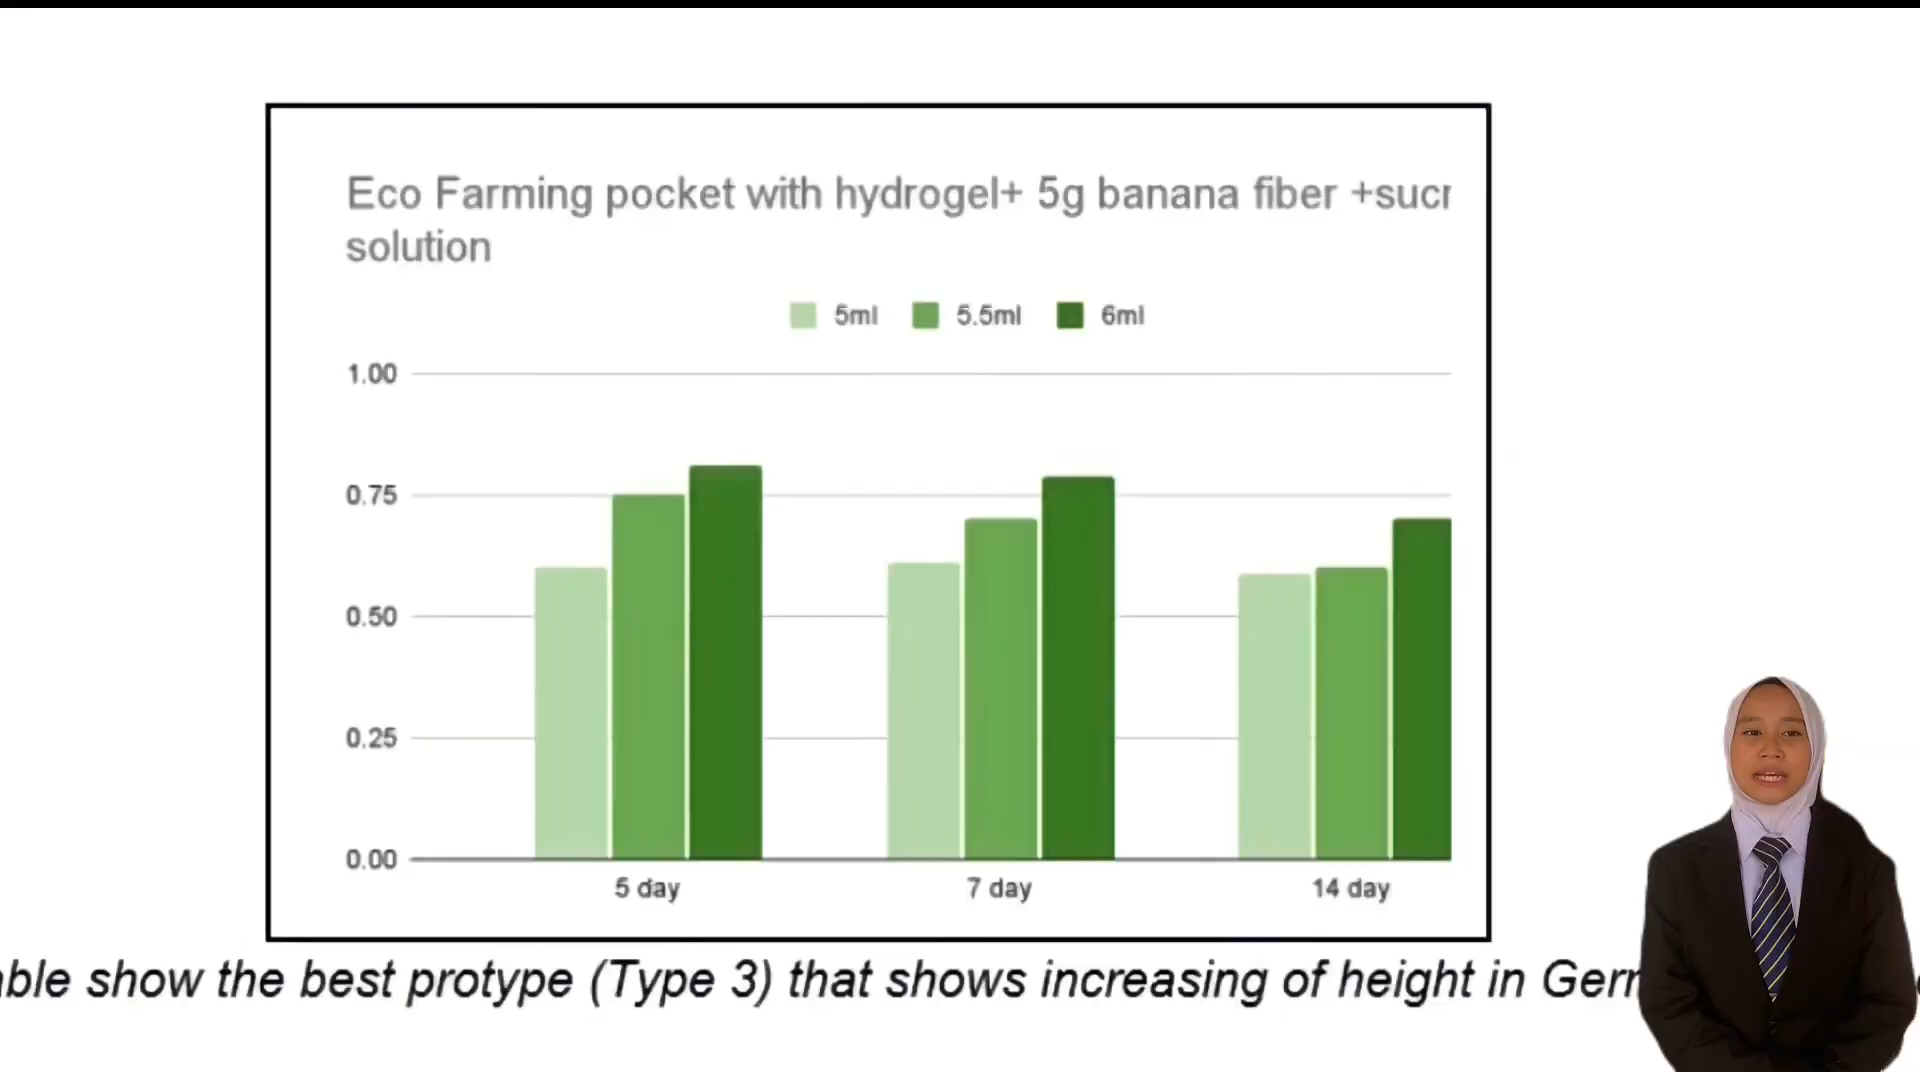 Eco Farming pocket with hydrogel+ 5g banana fiber +sucr
solution
5ml 5.5ml 6ml
1.00
0.75
0.50
0.25
0.00
5 day 7 day 14 day
able show the best protype (Type 3) that shows increasing of height in Germ